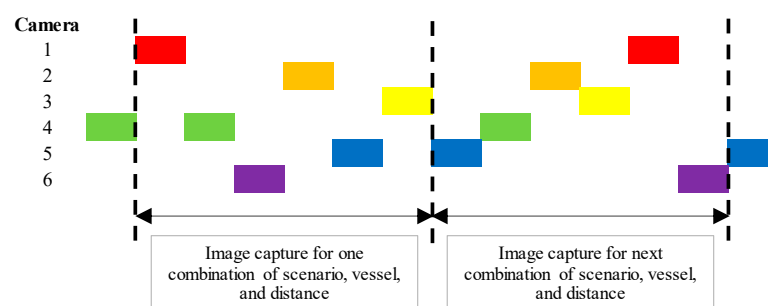 Camera
1
2
3
4
5
6
Image capture for one
combination of scenario, vessel,
and distance
Image capture for next
combination of scenario, vessel,
and distance